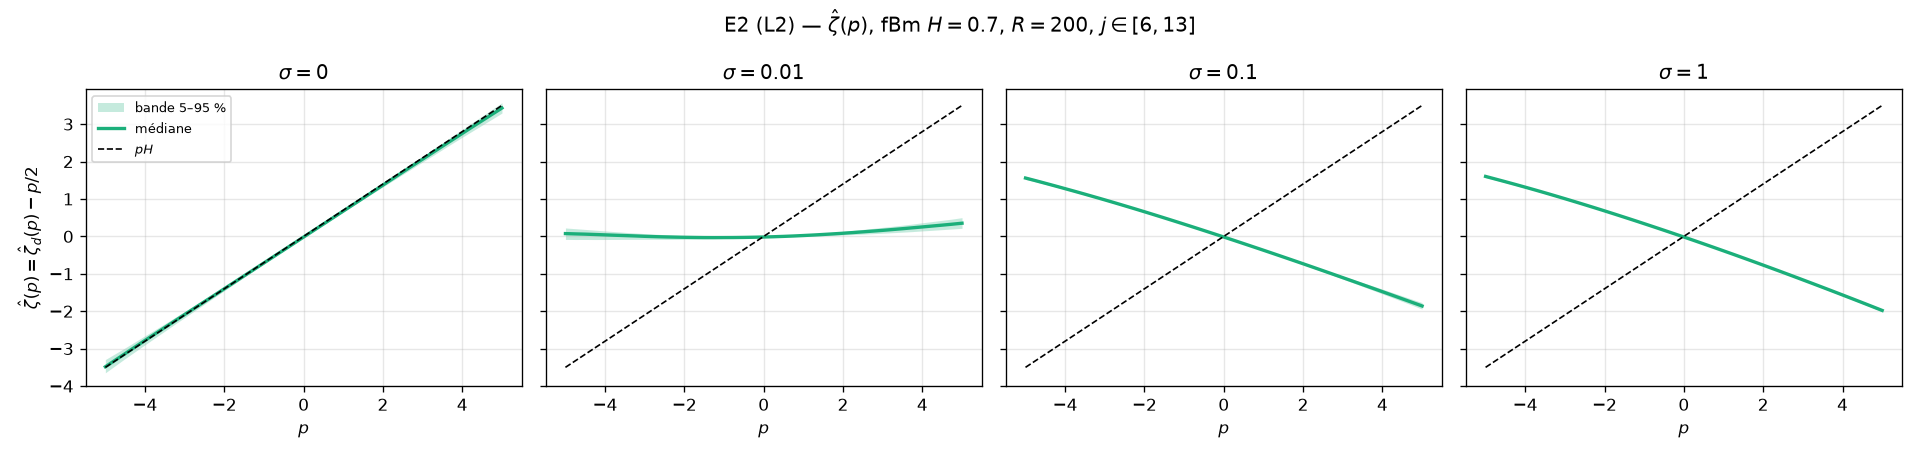 E2 (L2) — ζ̂(p), fBm H = 0.7, R = 200, j ∈ [6, 13]
σ = 0
σ = 0.01
σ = 0.1
σ = 1
bande 5–95 %
médiane
pH
ζ̂(p) = ζ̂_d(p) − p/2
3
2
1
0
−1
−2
−3
−4
−4 −2 0 2 4
−4 −2 0 2 4
−4 −2 0 2 4
−4 −2 0 2 4
p
p
p
p